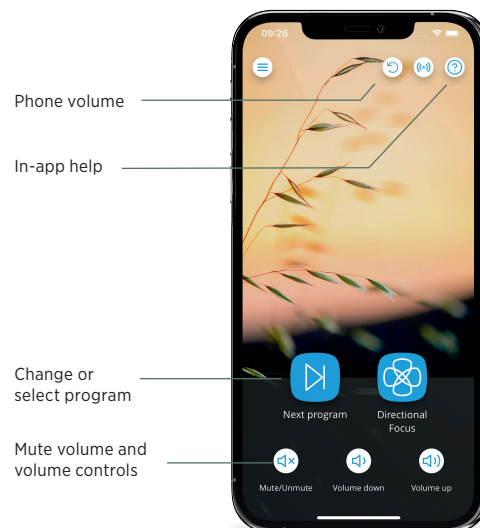 09:26
Phone volume
In-app help
Change or
select program
Next program
Directional
Focus
Mute volume and
volume controls
Mute/Unmute
Volume down
Volume up